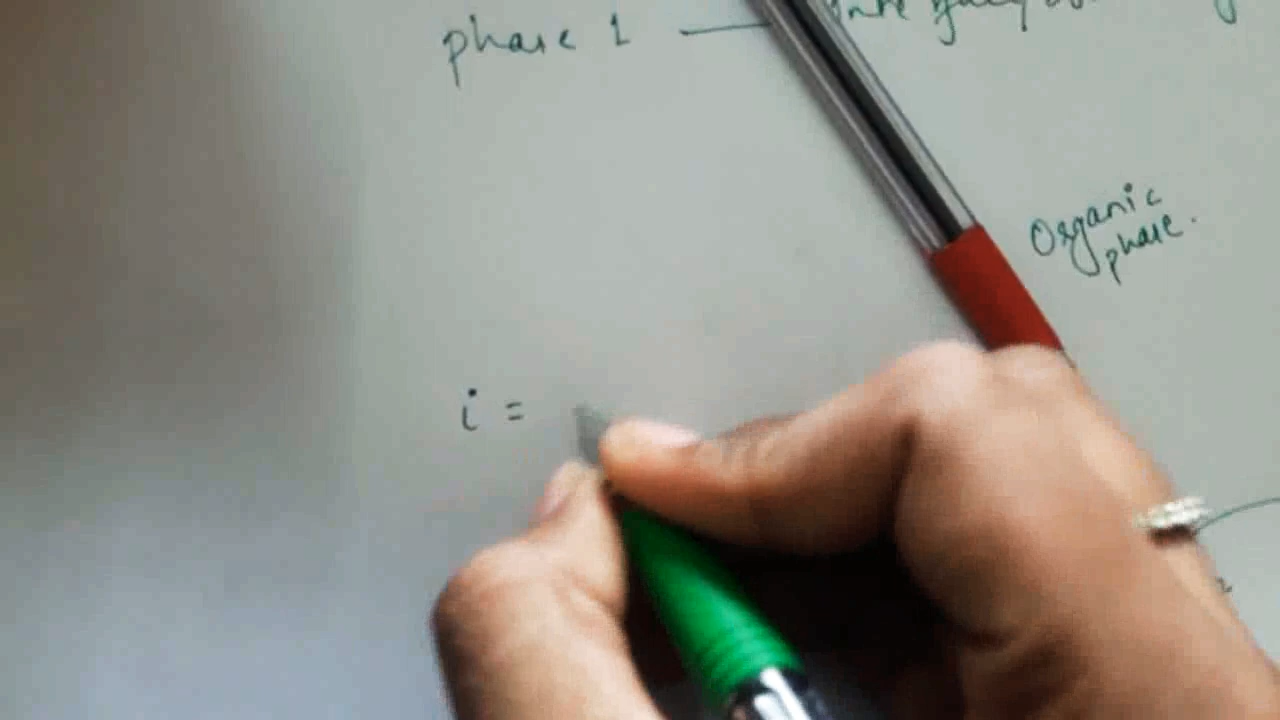 phase 1 —
Organic
phase.
i =